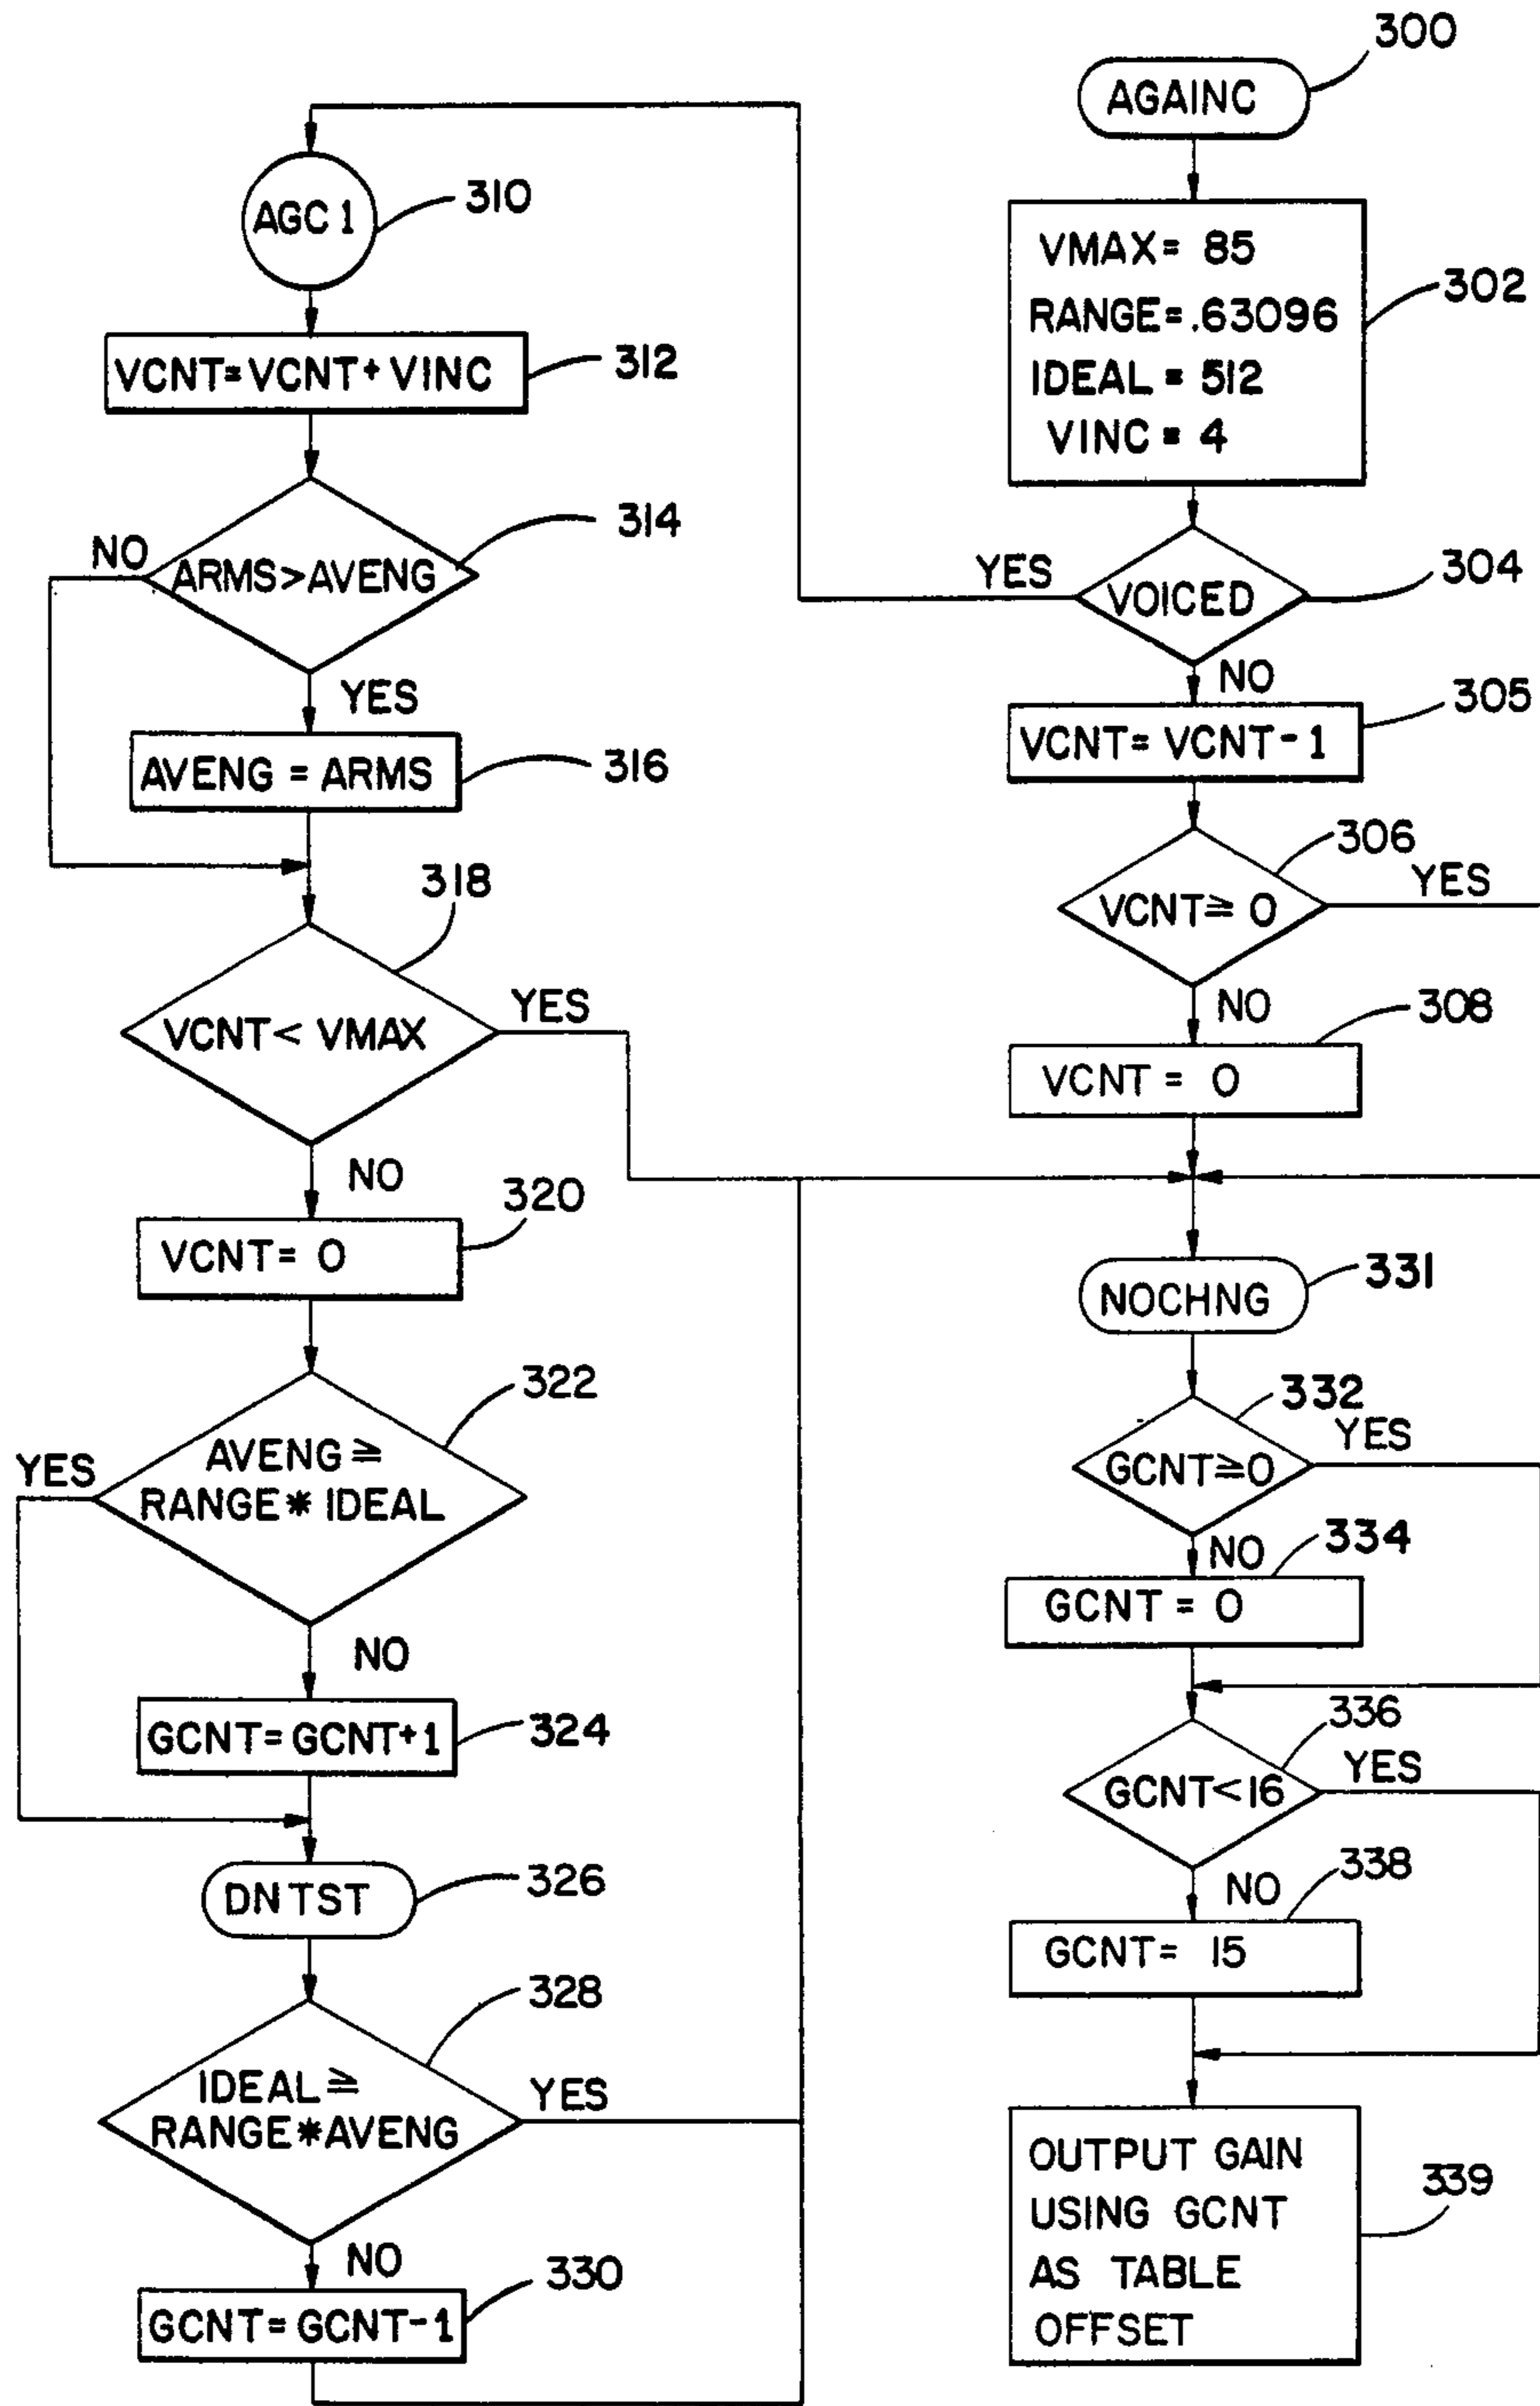 300
AGAINC
VMAX = 85
RANGE = .63096
IDEAL = 512
VINC = 4
302
YES
VOICED
304
NO
305
VCNT = VCNT - 1
306
VCNT ≧ 0
YES
NO
308
VCNT = 0
AGC 1
310
VCNT = VCNT + VINC
312
NO
ARMS > AVENG
314
YES
AVENG = ARMS
316
318
VCNT < VMAX
YES
NO
320
VCNT = 0
322
YES
AVENG ≧
RANGE * IDEAL
NO
GCNT = GCNT + 1
324
DNTST
326
328
IDEAL ≧
RANGE * AVENG
YES
NO
330
GCNT = GCNT - 1
NOCHNG
331
332
GCNT ≧ 0
YES
NO
334
GCNT = 0
336
GCNT < 16
YES
NO
338
GCNT = 15
OUTPUT GAIN
USING GCNT
AS TABLE
OFFSET
339